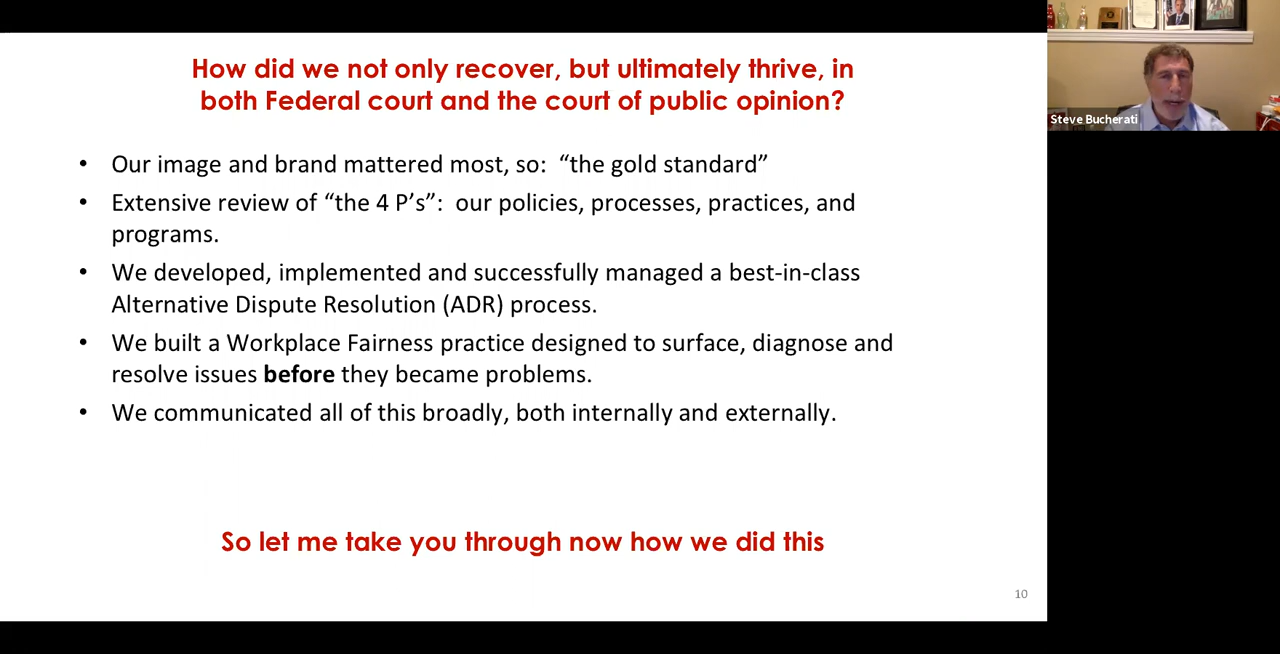 How did we not only recover, but ultimately thrive, in
both Federal court and the court of public opinion?
• Our image and brand mattered most, so:  “the gold standard”
• Extensive review of “the 4 P’s”:  our policies, processes, practices, and
programs.
• We developed, implemented and successfully managed a best-in-class
Alternative Dispute Resolution (ADR) process.
• We built a Workplace Fairness practice designed to surface, diagnose and
resolve issues before they became problems.
• We communicated all of this broadly, both internally and externally.
So let me take you through now how we did this
10
Steve Bucherati